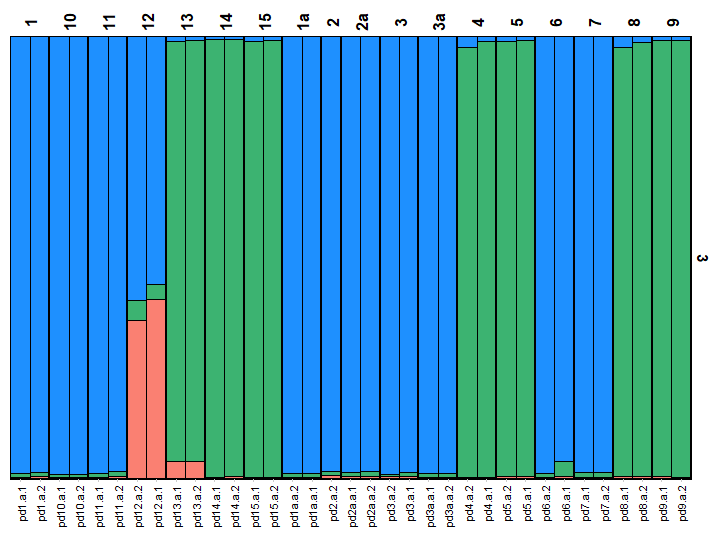 1
10
11
12
13
14
15
1a
2
2a
3
3a
4
5
6
7
8
9
3
pd1.a.1
pd1.a.2
pd10.a.1
pd10.a.2
pd11.a.1
pd11.a.2
pd12.a.2
pd12.a.1
pd13.a.1
pd13.a.2
pd14.a.1
pd14.a.2
pd15.a.1
pd15.a.2
pd1a.a.1
pd1a.a.1
pd2.a.2
pd2a.a.1
pd2a.a.2
pd3.a.2
pd3.a.1
pd3a.a.1
pd3a.a.2
pd4.a.2
pd4.a.1
pd5.a.2
pd5.a.1
pd6.a.2
pd6.a.1
pd7.a.1
pd7.a.2
pd8.a.1
pd8.a.2
pd9.a.1
pd9.a.2